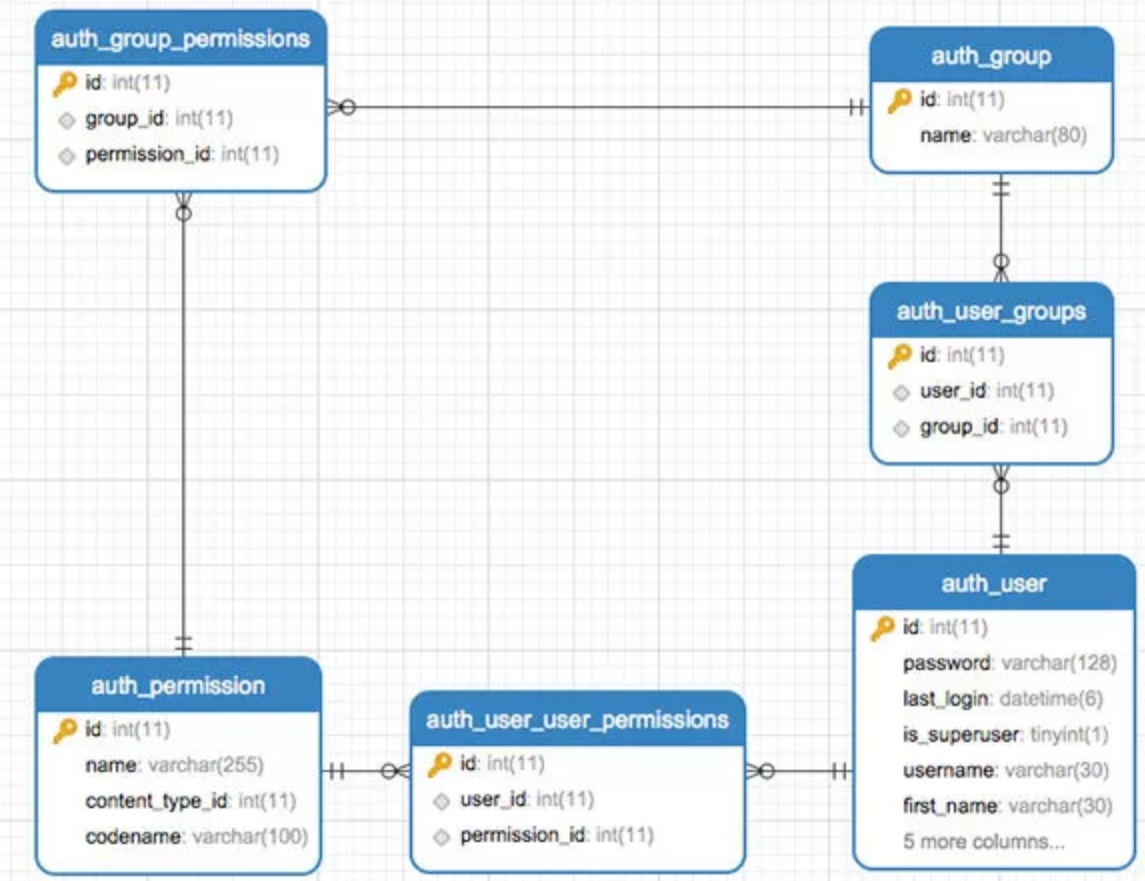 auth_group_permissions
id: int(11)
group_id: int(11)
permission_id: int(11)
auth_group
id: int(11)
name: varchar(80)
auth_user_groups
id: int(11)
user_id: int(11)
group_id: int(11)
auth_user
id: int(11)
password: varchar(128)
last_login: datetime(6)
is_superuser: tinyint(1)
username: varchar(30)
first_name: varchar(30)
5 more columns...
auth_permission
id: int(11)
name: varchar(255)
content_type_id: int(11)
codename: varchar(100)
auth_user_user_permissions
id: int(11)
user_id: int(11)
permission_id: int(11)